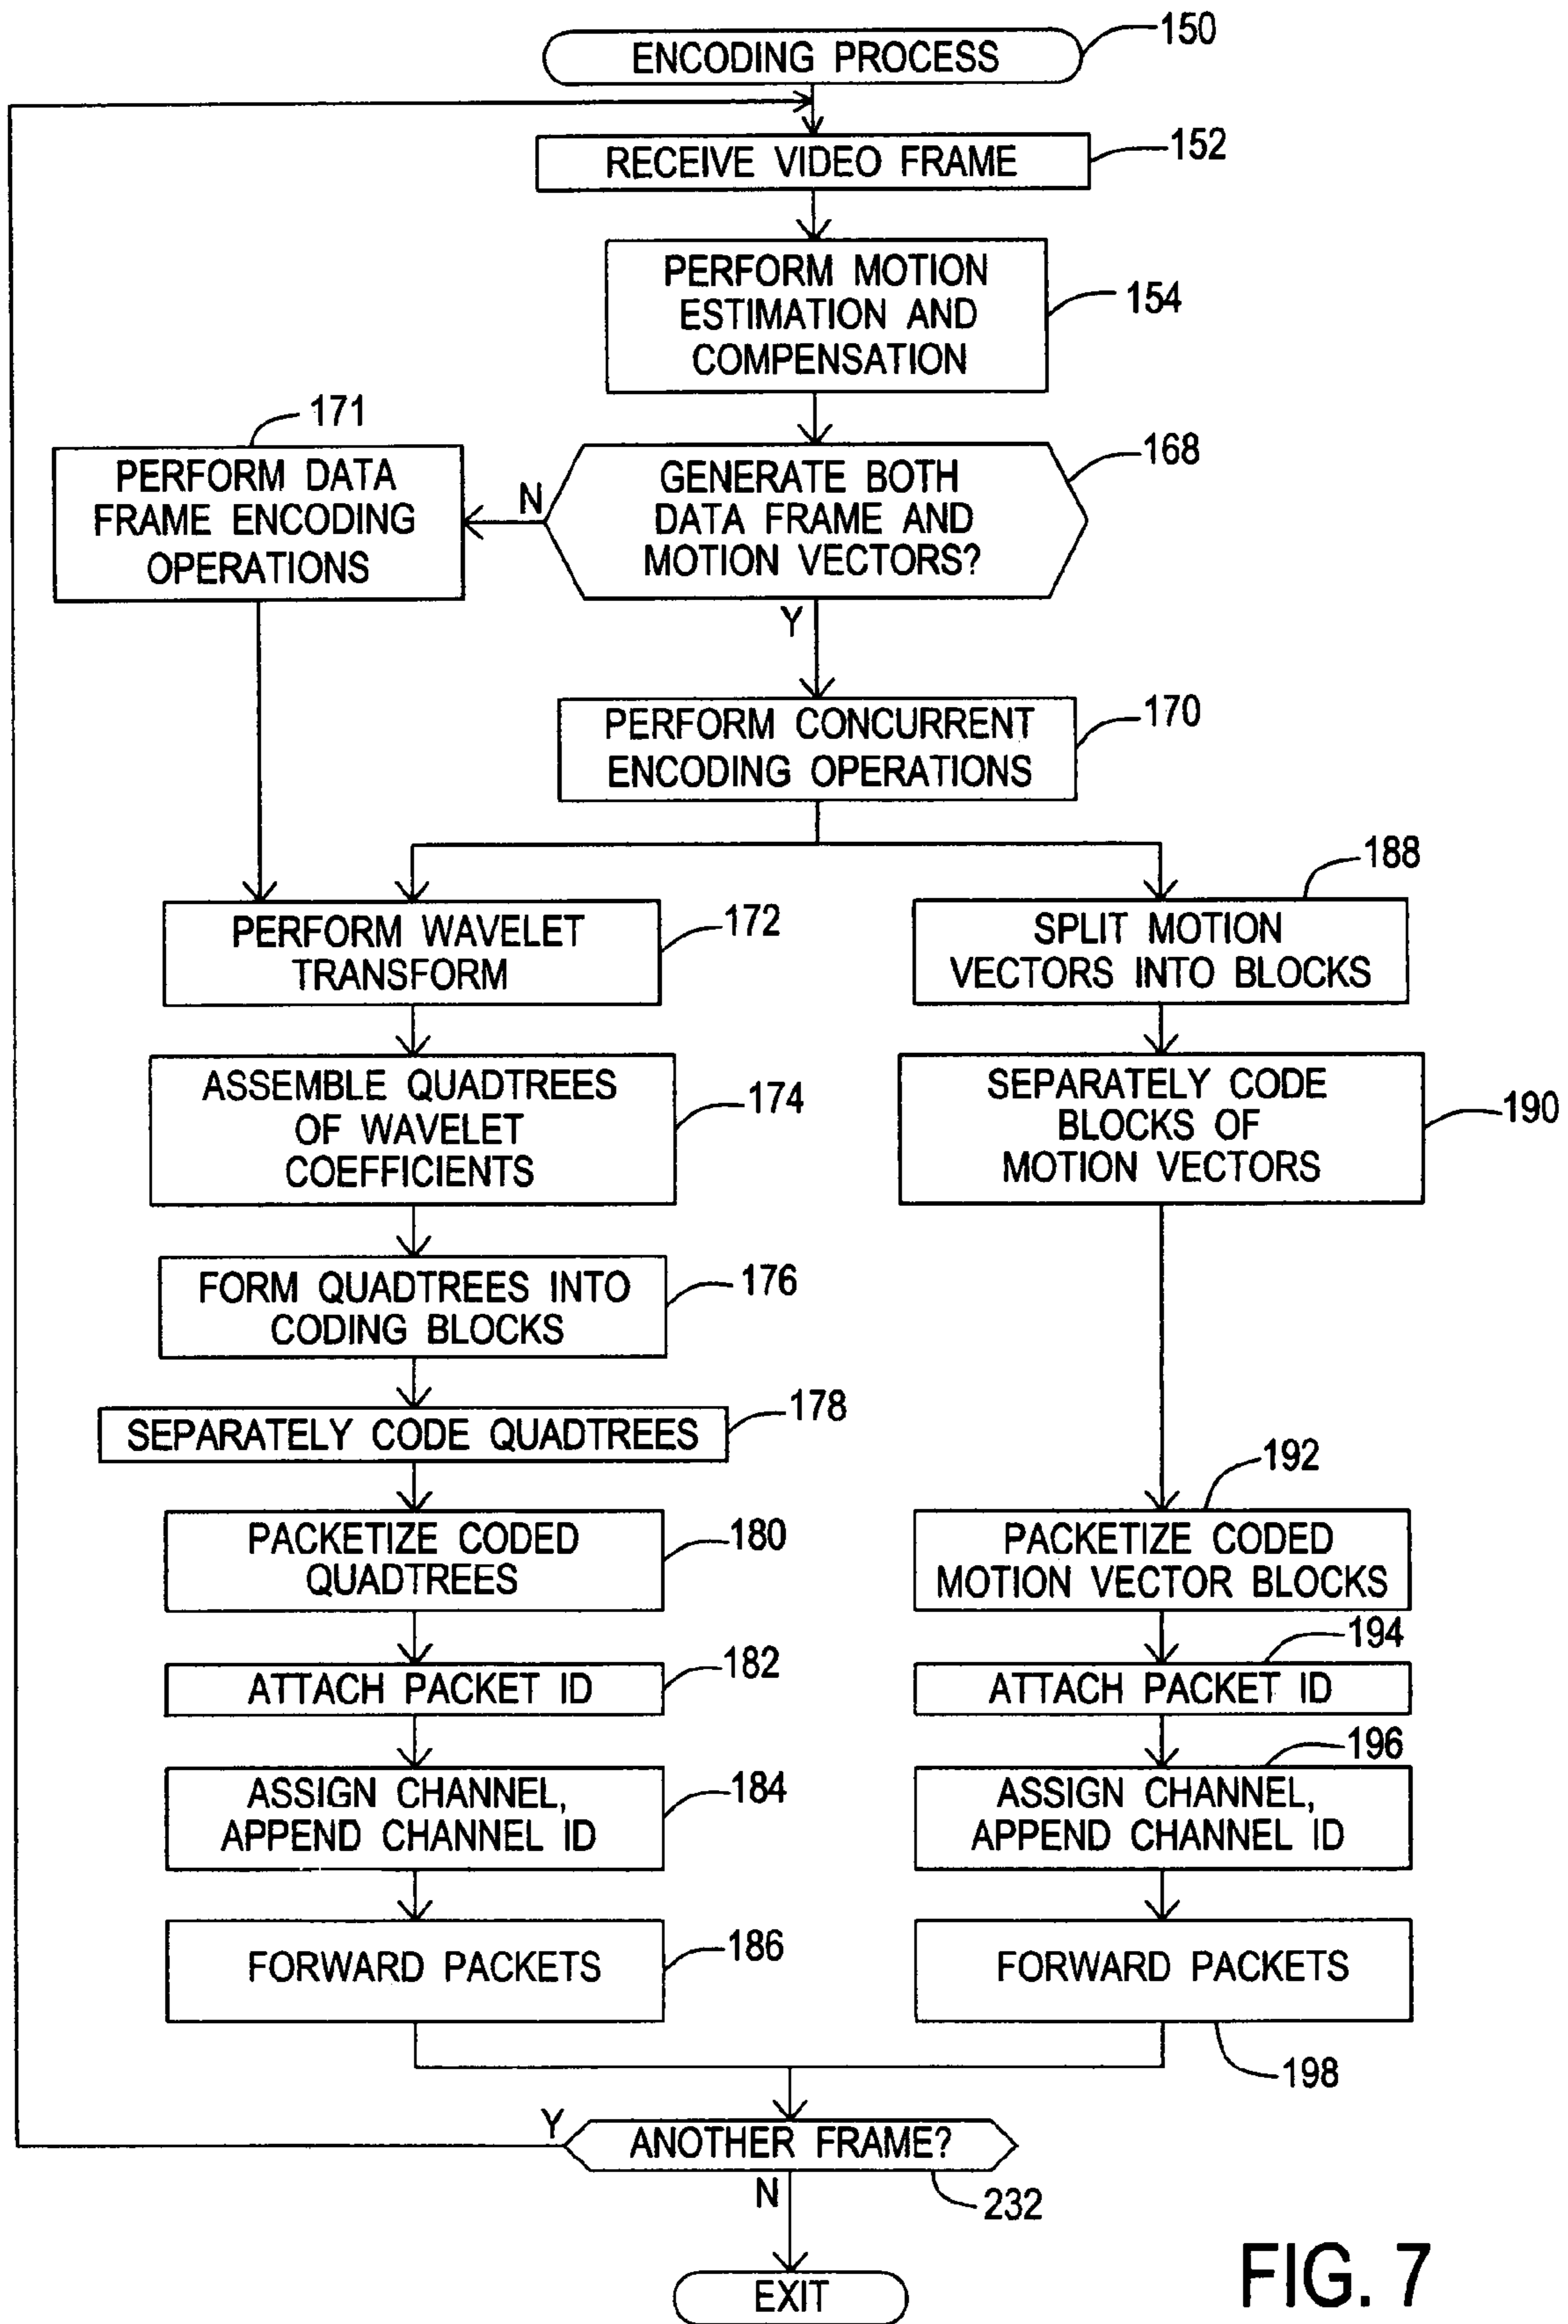 ENCODING PROCESS
150
RECEIVE VIDEO FRAME
152
PERFORM MOTION
ESTIMATION AND
COMPENSATION
154
171
PERFORM DATA
FRAME ENCODING
OPERATIONS
N
GENERATE BOTH
DATA FRAME AND
MOTION VECTORS?
168
Y
PERFORM CONCURRENT
ENCODING OPERATIONS
170
PERFORM WAVELET
TRANSFORM
172
ASSEMBLE QUADTREES
OF WAVELET
COEFFICIENTS
174
FORM QUADTREES INTO
CODING BLOCKS
176
SEPARATELY CODE QUADTREES
178
PACKETIZE CODED
QUADTREES
180
ATTACH PACKET ID
182
ASSIGN CHANNEL,
APPEND CHANNEL ID
184
FORWARD PACKETS
186
188
SPLIT MOTION
VECTORS INTO BLOCKS
SEPARATELY CODE
BLOCKS OF
MOTION VECTORS
190
192
PACKETIZE CODED
MOTION VECTOR BLOCKS
194
ATTACH PACKET ID
196
ASSIGN CHANNEL,
APPEND CHANNEL ID
FORWARD PACKETS
198
Y
ANOTHER FRAME?
232
N
EXIT
FIG. 7